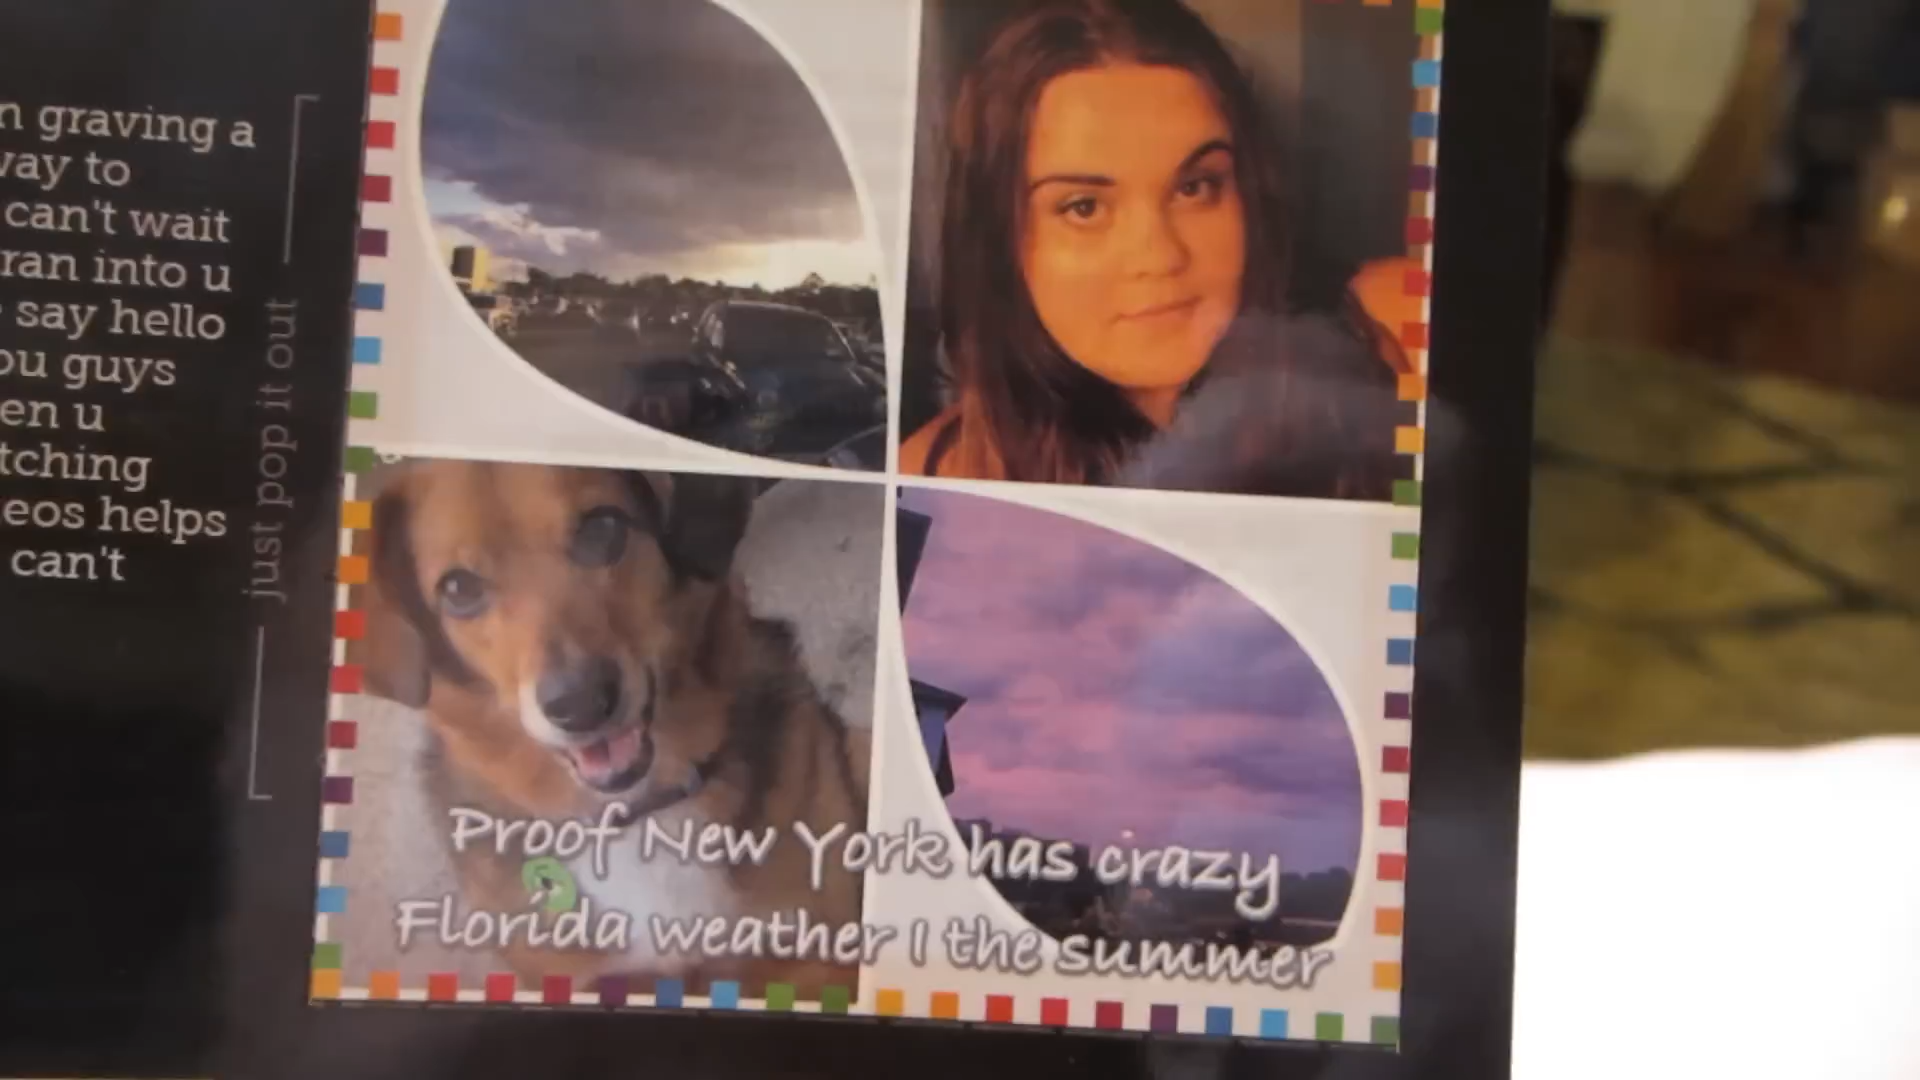 n graving a
way to
can't wait
ran into u
say hello
ou guys
en u
tching
eos helps
can't
just pop it out
Proof New York has crazy
Florida weather I the summer